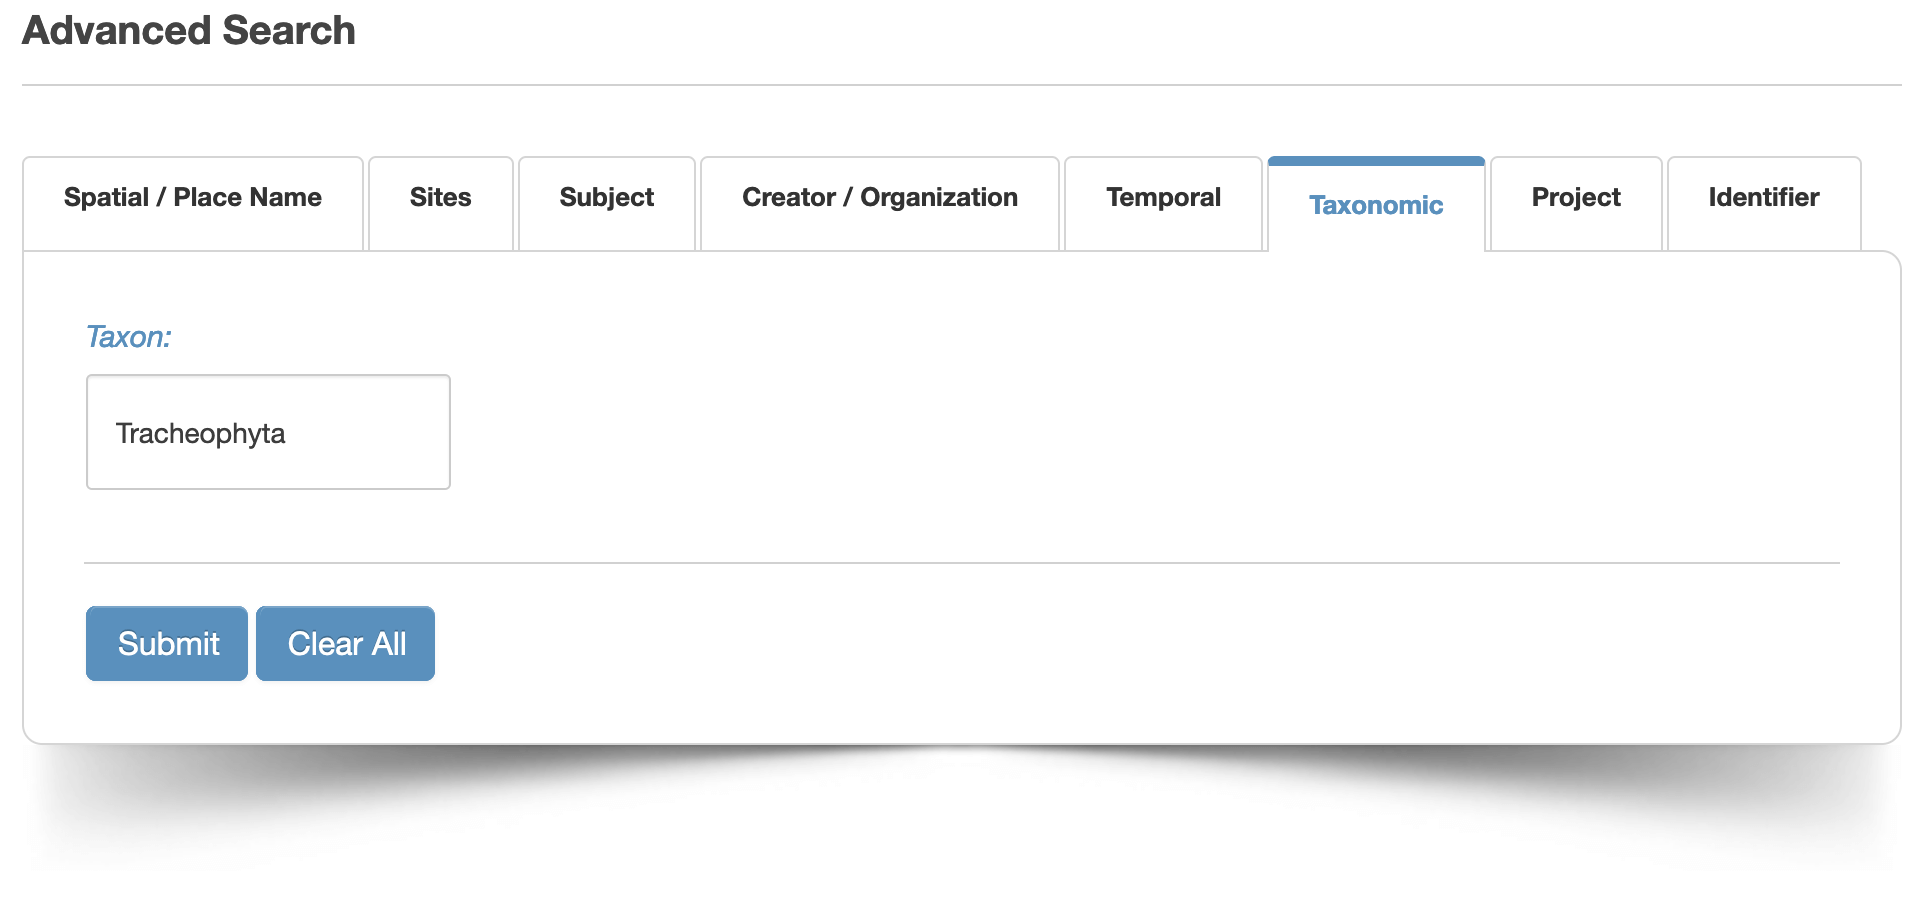 Advanced Search
Spatial / Place Name Sites Subject Creator / Organization Temporal Taxonomic Project Identifier
Taxon:
Tracheophyta
Submit Clear All